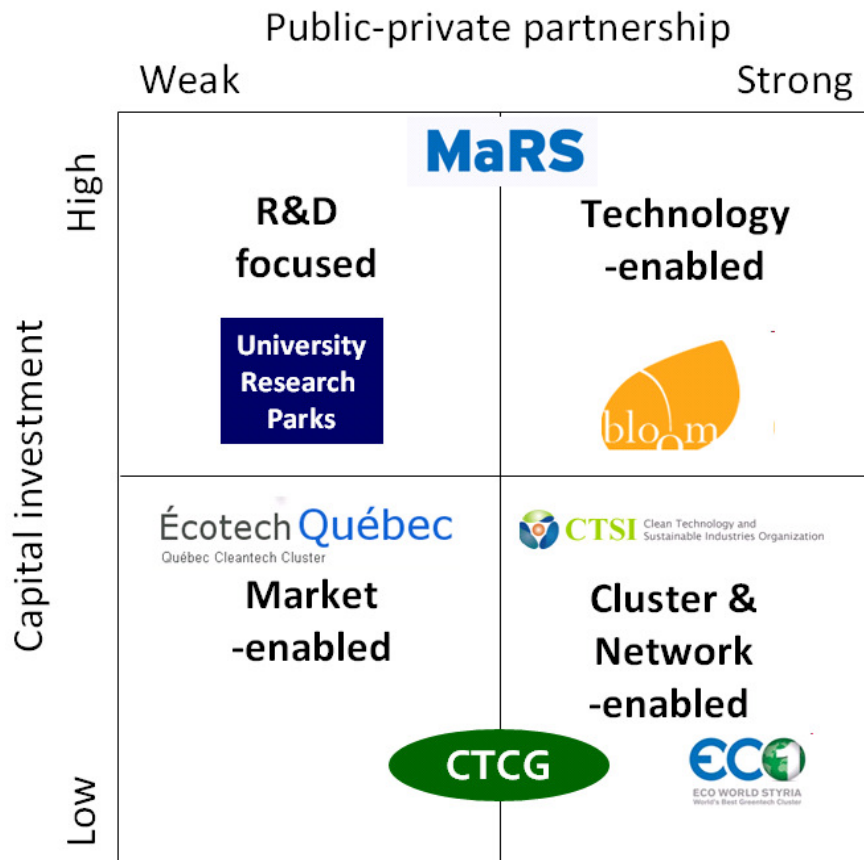 Public-private partnership
Weak Strong
High
Capital investment
Low
MaRS
R&D
focused
Technology
-enabled
University
Research
Parks
bloom
Écotech Québec
Québec Cleantech Cluster
CTSI Clean Technology and
Sustainable Industries Organization
Market
-enabled
Cluster &
Network
-enabled
CTCG
ECO1
ECO WORLD STYRIA
World's Best Greentech Cluster